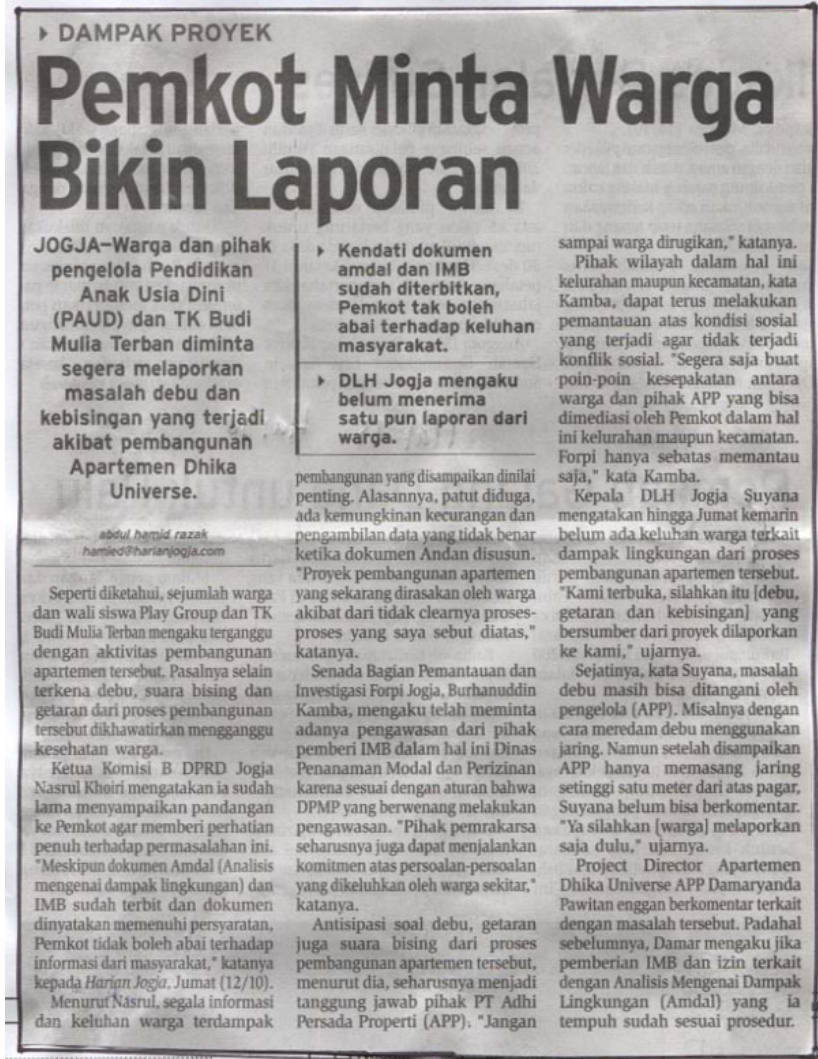 DAMPAK PROYEK
Pemkot Minta Warga
Bikin Laporan
JOGJA–Warga dan pihak
pengelola Pendidikan
Anak Usia Dini
(PAUD) dan TK Budi
Mulia Terban diminta
segera melaporkan
masalah debu dan
kebisingan yang terjadi
akibat pembangunan
Apartemen Dhika
Universe.
abdul hamid razak
hamied@harianjogja.com
Seperti diketahui, sejumlah warga
dan wali siswa Play Group dan TK
Budi Mulia Terban mengaku terganggu
dengan aktivitas pembangunan
apartemen tersebut. Pasalnya selain
terkena debu, suara bising dan
getaran dari proses pembangunan
tersebut dikhawatirkan mengganggu
kesehatan warga.
Ketua Komisi B DPRD Jogja
Nasrul Khoiri mengatakan ia sudah
lama menyampaikan pandangan
ke Pemkot agar memberi perhatian
penuh terhadap permasalahan ini.
"Meskipun dokumen Amdal (Analisis
mengenai dampak lingkungan) dan
IMB sudah terbit dan dokumen
dinyatakan memenuhi persyaratan,
Pemkot tidak boleh abai terhadap
informasi dari masyarakat," katanya
kepada Harian Jogja, Jumat (12/10).
Menurut Nasrul, segala informasi
dan keluhan warga terdampak
Kendati dokumen
amdal dan IMB
sudah diterbitkan,
Pemkot tak boleh
abai terhadap keluhan
masyarakat.
DLH Jogja mengaku
belum menerima
satu pun laporan dari
warga.
pembangunan yang disampaikan dinilai
penting. Alasannya, patut diduga,
ada kemungkinan kecurangan dan
pengambilan data yang tidak benar
ketika dokumen Andan disusun.
"Proyek pembangunan apartemen
yang sekarang dirasakan oleh warga
akibat dari tidak clearnya proses-
proses yang saya sebut diatas,"
katanya.
Senada Bagian Pemantauan dan
Investigasi Forpi Jogja, Burhanuddin
Kamba, mengaku telah meminta
adanya pengawasan dari pihak
pemberi IMB dalam hal ini Dinas
Penanaman Modal dan Perizinan
karena sesuai dengan aturan bahwa
DPMP yang berwenang melakukan
pengawasan. "Pihak pemrakarsa
seharusnya juga dapat menjalankan
komitmen atas persoalan-persoalan
yang dikeluhkan oleh warga sekitar,"
katanya.
Antisipasi soal debu, getaran
juga suara bising dari proses
pembangunan apartemen tersebut,
menurut dia, seharusnya menjadi
tanggung jawab pihak PT Adhi
Persada Properti (APP). "Jangan
sampai warga dirugikan," katanya.
Pihak wilayah dalam hal ini
kelurahan maupun kecamatan, kata
Kamba, dapat terus melakukan
pemantauan atas kondisi sosial
yang terjadi agar tidak terjadi
konflik sosial. "Segera saja buat
poin-poin kesepakatan antara
warga dan pihak APP yang bisa
dimediasi oleh Pemkot dalam hal
ini kelurahan maupun kecamatan.
Forpi hanya sebatas memantau
saja," kata Kamba.
Kepala DLH Jogja Suyana
mengatakan hingga Jumat kemarin
belum ada keluhan warga terkait
dampak lingkungan dari proses
pembangunan apartemen tersebut.
"Kami terbuka, silahkan itu [debu,
getaran dan kebisingan] yang
bersumber dari proyek dilaporkan
ke kami," ujarnya.
Sejatinya, kata Suyana, masalah
debu masih bisa ditangani oleh
pengelola (APP). Misalnya dengan
cara meredam debu menggunakan
jaring. Namun setelah disampaikan
APP hanya memasang jaring
setinggi satu meter dari atas pagar,
Suyana belum bisa berkomentar.
"Ya silahkan [warga] melaporkan
saja dulu," ujarnya.
Project Director Apartemen
Dhika Universe APP Damaryanda
Pawitan enggan berkomentar terkait
dengan masalah tersebut. Padahal
sebelumnya, Damar mengaku jika
pemberian IMB dan izin terkait
dengan Analisis Mengenai Dampak
Lingkungan (Amdal) yang ia
tempuh sudah sesuai prosedur.